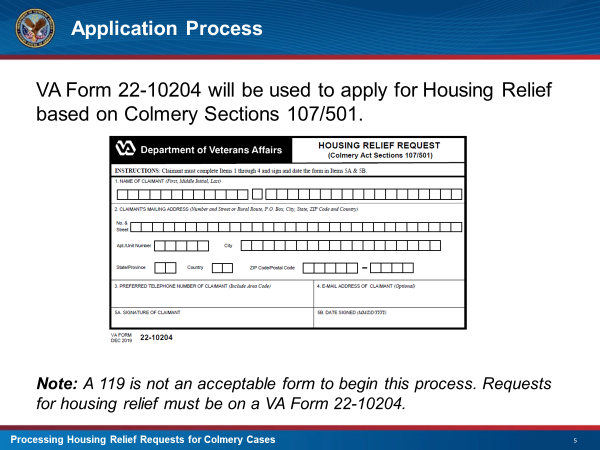 Application Process
VA Form 22-10204 will be used to apply for Housing Relief
based on Colmery Sections 107/501.
VA Department of Veterans Affairs
HOUSING RELIEF REQUEST
(Colmery Act Sections 107/501)
INSTRUCTIONS: Claimant must complete Items 1 through 4 and sign and date the form in Items 5A & 5B.
1. NAME OF CLAIMANT (First, Middle Initial, Last)
2. CLAIMANT'S MAILING ADDRESS (Number and Street or Rural Route, P.O. Box, City, State, ZIP Code and Country)
No. &
Street
Apt./Unit Number City
State/Province Country ZIP Code/Postal Code
3. PREFERRED TELEPHONE NUMBER OF CLAIMANT (Include Area Code)
4. E-MAIL ADDRESS OF CLAIMANT (Optional)
5A. SIGNATURE OF CLAIMANT
5B. DATE SIGNED (MM/DD/YYYY)
VA FORM
DEC 2019 22-10204
Note: A 119 is not an acceptable form to begin this process. Requests
for housing relief must be on a VA Form 22-10204.
Processing Housing Relief Requests for Colmery Cases
5